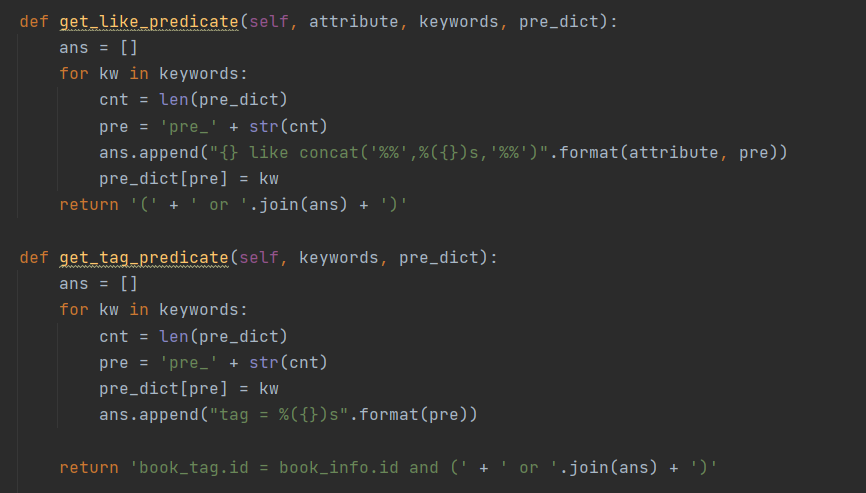 def get_like_predicate(self, attribute, keywords, pre_dict):
    ans = []
    for kw in keywords:
        cnt = len(pre_dict)
        pre = 'pre_' + str(cnt)
        ans.append("{} like concat('%%',%({})s,'%%')".format(attribute, pre))
        pre_dict[pre] = kw
    return '(' + ' or '.join(ans) + ')'

def get_tag_predicate(self, keywords, pre_dict):
    ans = []
    for kw in keywords:
        cnt = len(pre_dict)
        pre = 'pre_' + str(cnt)
        pre_dict[pre] = kw
        ans.append("tag = %({})s".format(pre))

    return 'book_tag.id = book_info.id and (' + ' or '.join(ans) + ')'